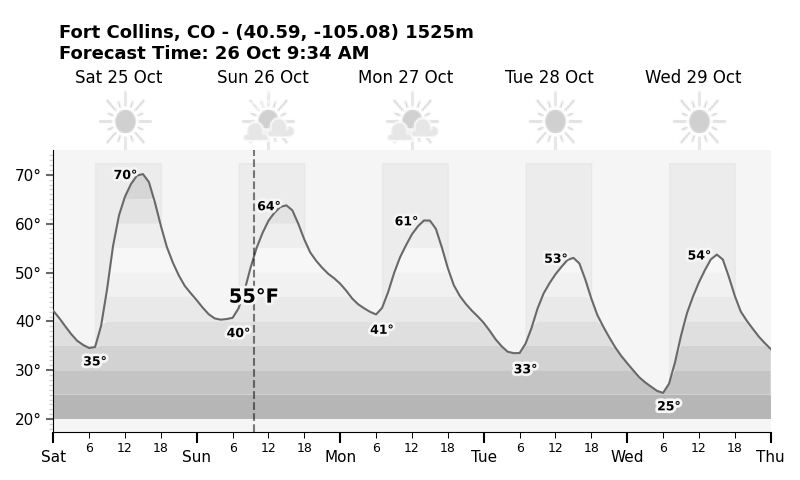 Fort Collins, CO - (40.59, -105.08) 1525m
Forecast Time: 26 Oct 9:34 AM
Sat 25 Oct Sun 26 Oct Mon 27 Oct Tue 28 Oct Wed 29 Oct
70° 70° 64° 61° 53° 54°
60°
50°
55°F
40° 40° 41°
30° 35° 33° 25°
20°
6 12 18 6 12 18 6 12 18 6 12 18 6 12 18
Sat Sun Mon Tue Wed Thu